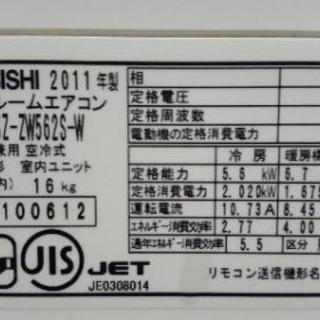 ISHI 2011年製
ルームエアコン
SZ-ZW562S-W
兼用 空冷式
形 室内ユニット
内) 16kg
100612
JIS JET
JE0308014
相
定格電圧
定格周波数
電動機の定格消費電力
冷房 暖房標
定格能力 5.6 kW 6.7
定格消費電力 2.020kW 1.675
運転電流 10.73A 8.45
エネルギー消費効率 2.77 4.00
通年エネルギー消費効率 5.5 区分
リモコン送信機形名